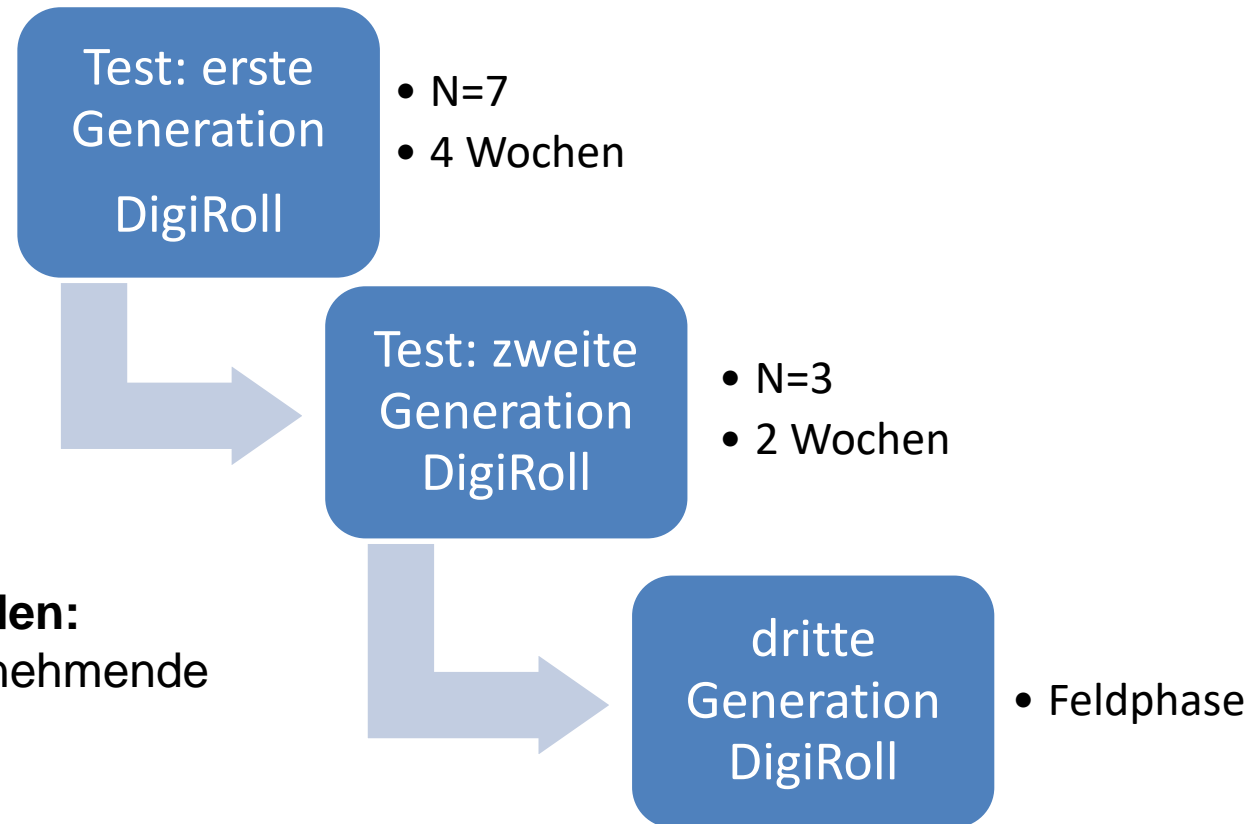 Test: erste
Generation
DigiRoll
• N=7
• 4 Wochen
Test: zweite
Generation
DigiRoll
• N=3
• 2 Wochen
den:
nehmende
dritte
Generation
DigiRoll
• Feldphase